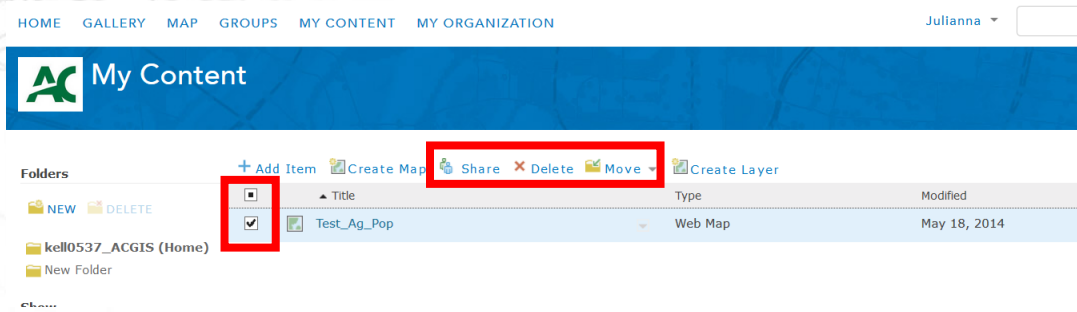 HOME GALLERY MAP GROUPS MY CONTENT MY ORGANIZATION Julianna
AC My Content
Folders
Add Item Create Map Share Delete Move Create Layer
Title Type Modified
NEW DELETE
Test_Ag_Pop Web Map May 18, 2014
kell0537_ACGIS (Home)
New Folder
Show